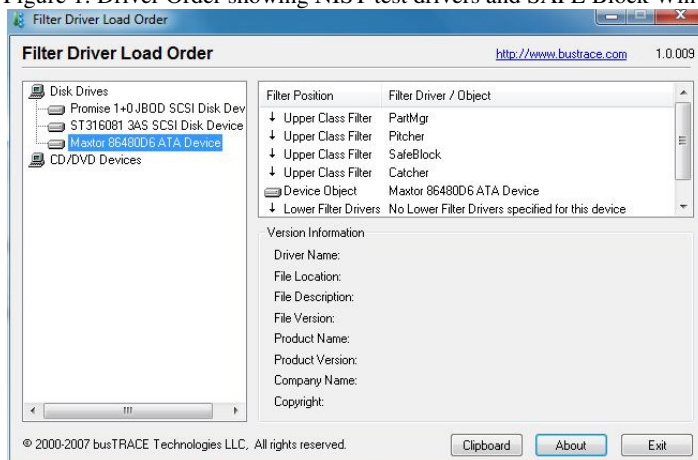 Figure 1. Driver Order showing NIST test drivers and SAFE Block Win
Filter Driver Load Order
Filter Driver Load Order
http://www.bustrace.com 1.0.009
Disk Drives
Promise 1+0 JBOD SCSI Disk Dev
ST316081 3AS SCSI Disk Device
Maxtor 86480D6 ATA Device
CD/DVD Devices
Filter Position Filter Driver / Object
Upper Class Filter PartMgr
Upper Class Filter Pitcher
Upper Class Filter SafeBlock
Upper Class Filter Catcher
Device Object Maxtor 86480D6 ATA Device
Lower Filter Drivers No Lower Filter Drivers specified for this device
Version Information
Driver Name:
File Location:
File Description:
File Version:
Product Name:
Product Version:
Company Name:
Copyright:
© 2000-2007 busTRACE Technologies LLC, All rights reserved.
Clipboard About Exit